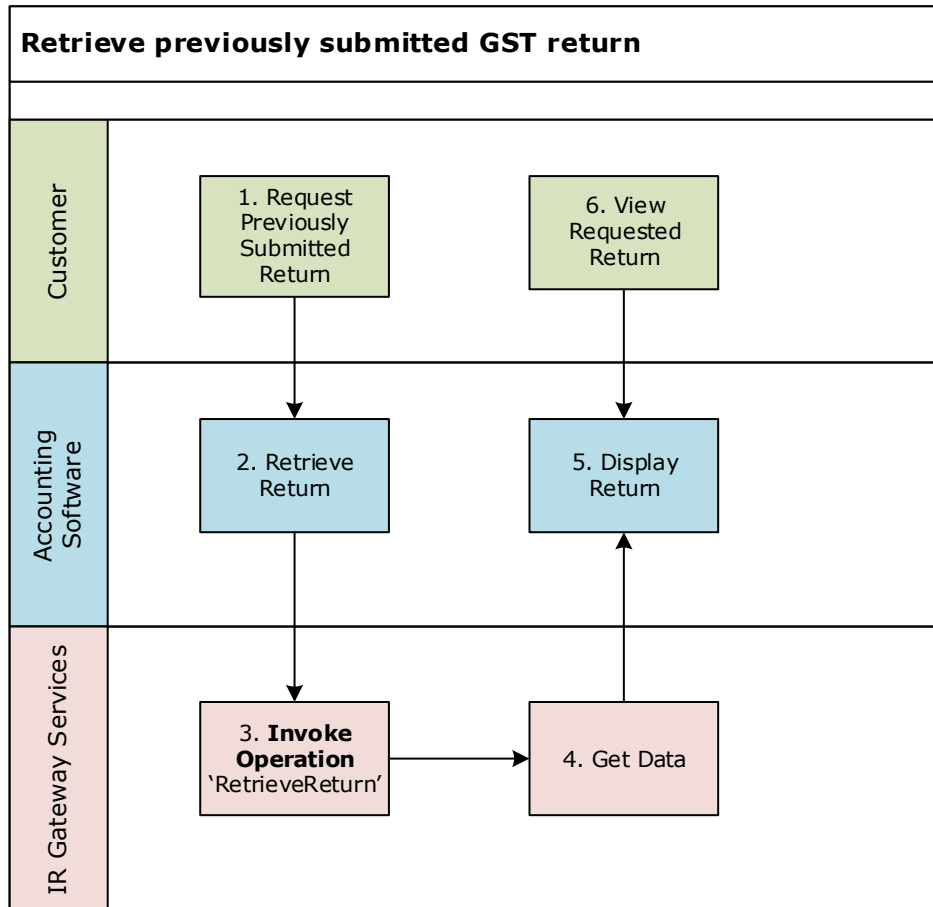 Retrieve previously submitted GST return
Customer
1. Request
Previously
Submitted
Return
6. View
Requested
Return
Accounting
Software
2. Retrieve
Return
5. Display
Return
IR Gateway Services
3. Invoke
Operation
‘RetrieveReturn’
4. Get Data